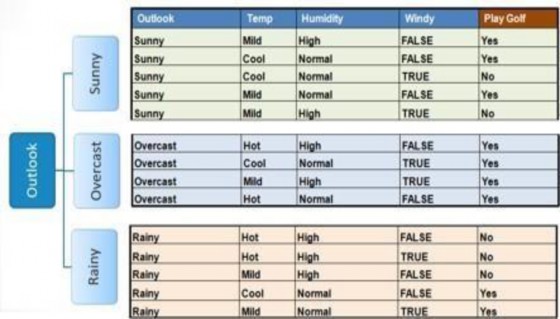 Outlook Temp Humidity Windy Play Golf
Sunny Mild High FALSE Yes
Sunny Cool Normal FALSE Yes
Sunny Cool Normal TRUE No
Sunny Mild Normal FALSE Yes
Sunny Mild High TRUE No
Sunny
Outlook
Overcast
Overcast Hot High FALSE Yes
Overcast Cool Normal TRUE Yes
Overcast Mild High TRUE Yes
Overcast Hot Normal FALSE Yes
Rainy
Rainy Hot High FALSE No
Rainy Hot High TRUE No
Rainy Mild High FALSE No
Rainy Cool Normal FALSE Yes
Rainy Mild Normal TRUE Yes